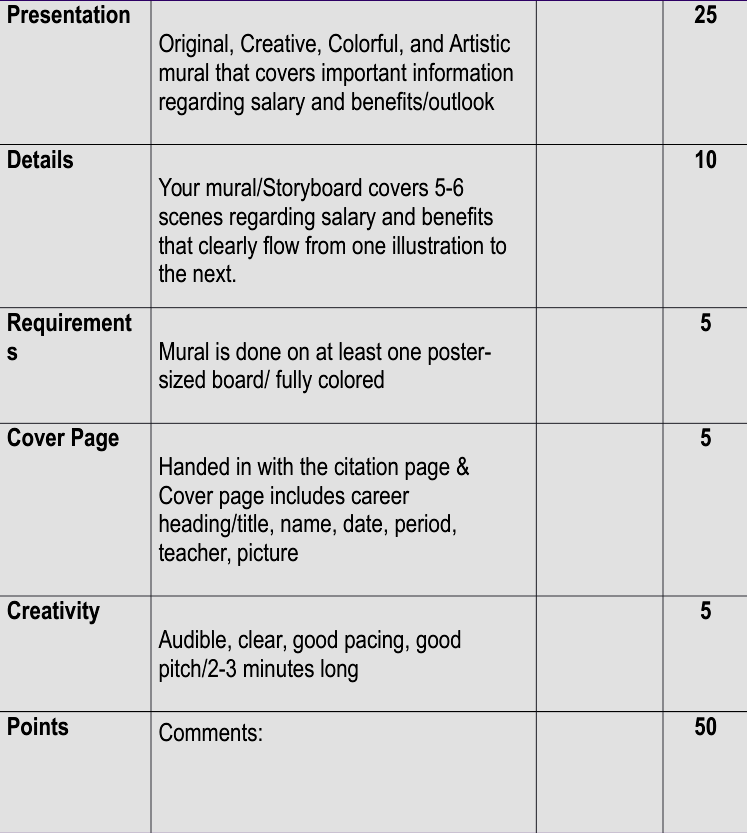 Presentation
25
Original, Creative, Colorful, and Artistic
mural that covers important information
regarding salary and benefits/outlook
Details
10
Your mural/Storyboard covers 5-6
scenes regarding salary and benefits
that clearly flow from one illustration to
the next.
Requirement
s
5
Mural is done on at least one poster-
sized board/ fully colored
Cover Page
5
Handed in with the citation page &
Cover page includes career
heading/title, name, date, period,
teacher, picture
Creativity
5
Audible, clear, good pacing, good
pitch/2-3 minutes long
Points
Comments:
50